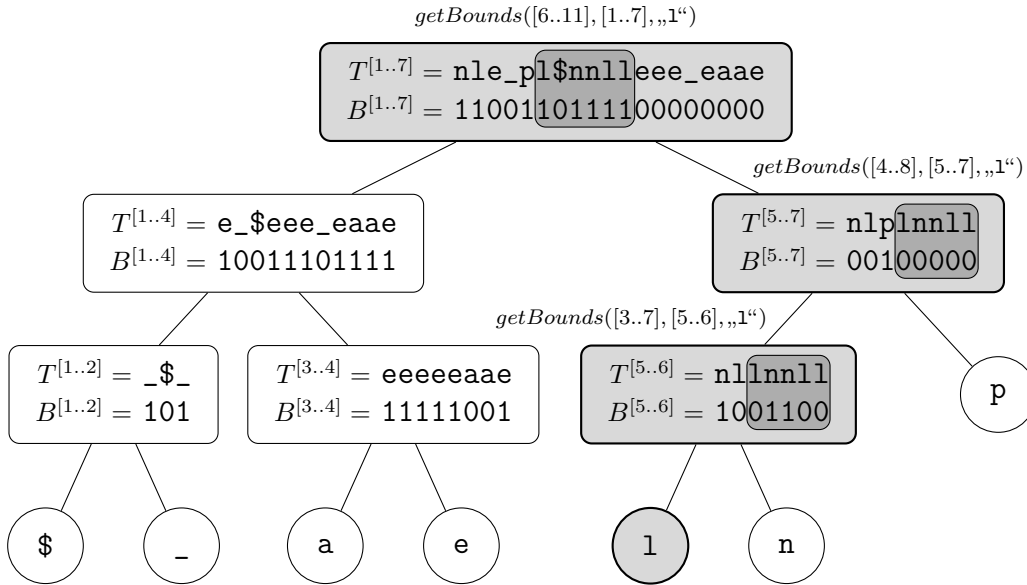 getBounds([6..11], [1..7], „l“)
T^[1..7] = nle_pl$nnlleee_eaae
B^[1..7] = 1100110111100000000
getBounds([4..8], [5..7], „l“)
T^[1..4] = e_$eee_eaae
B^[1..4] = 10011101111
T^[5..7] = nlplnnll
B^[5..7] = 00100000
getBounds([3..7], [5..6], „l“)
T^[1..2] = _$_
B^[1..2] = 101
T^[3..4] = eeeeeaae
B^[3..4] = 11111001
T^[5..6] = nllnnll
B^[5..6] = 1001100
p
$
_
a
e
l
n